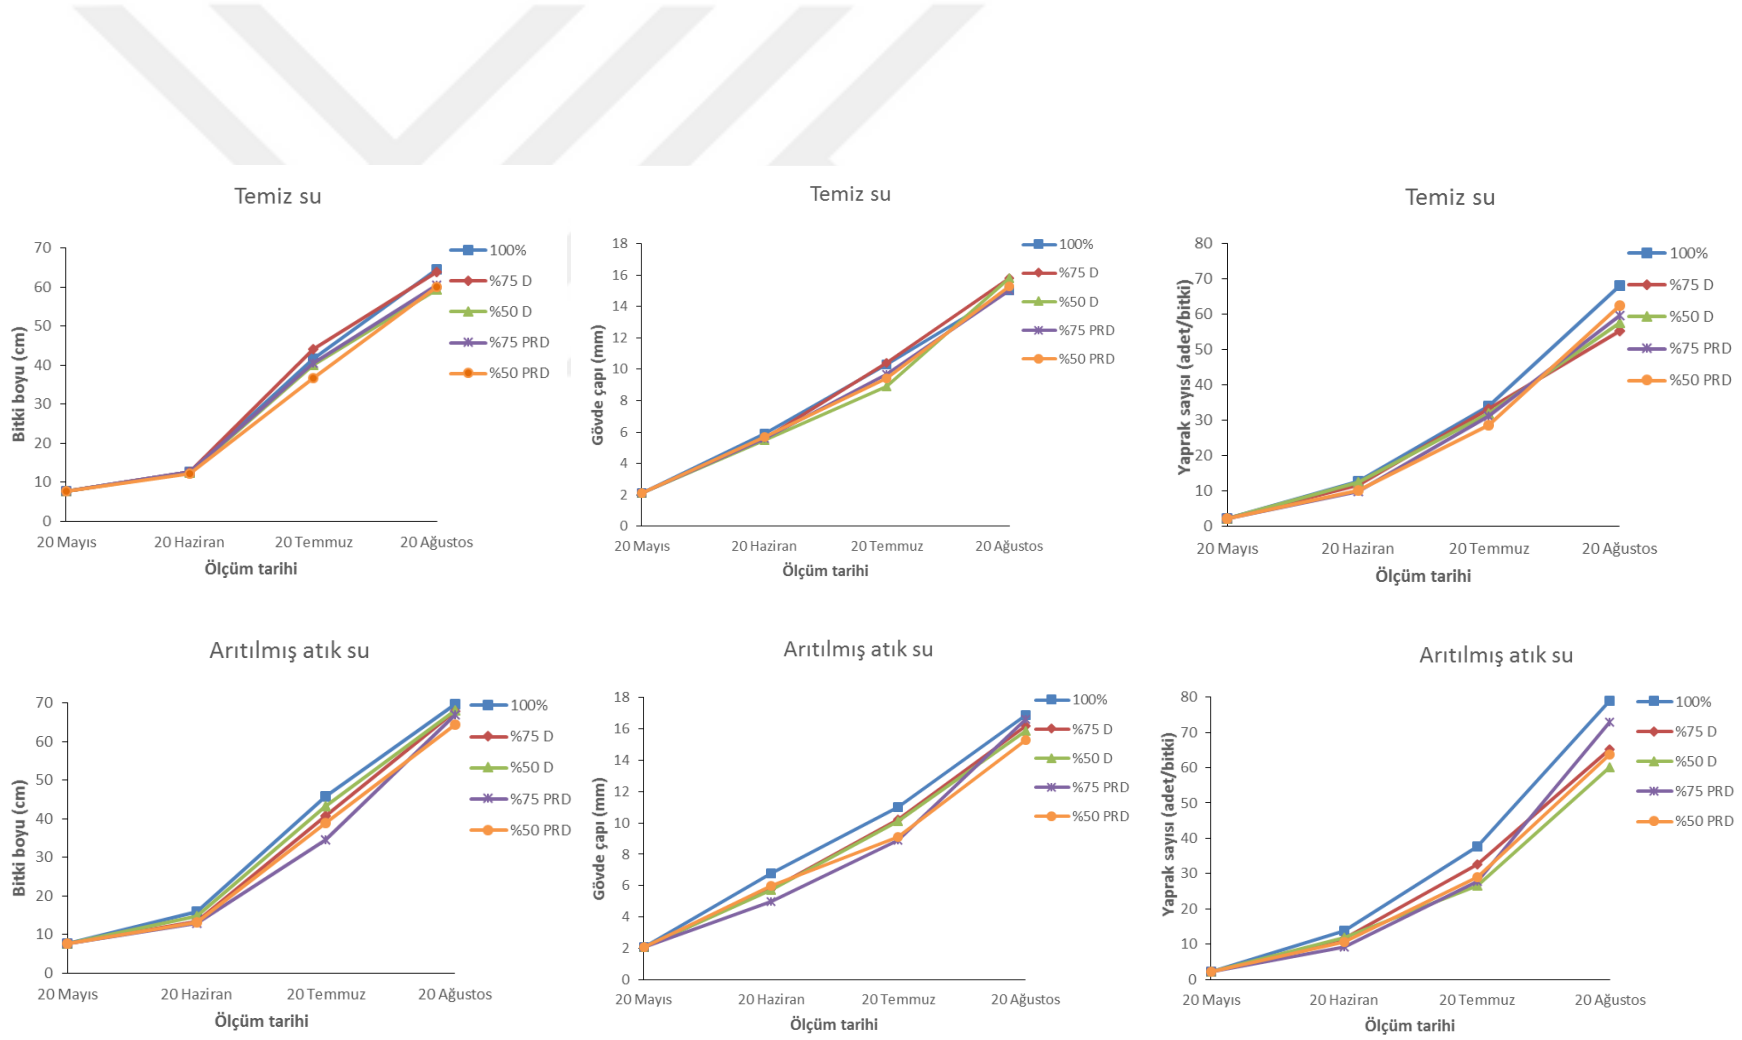 Temiz su
70
60
50
40
30
20
10
0
Bitki boyu (cm)
20 Mayıs 20 Haziran 20 Temmuz 20 Ağustos
Ölçüm tarihi
100%
%75 D
%50 D
%75 PRD
%50 PRD
Temiz su
18
16
14
12
10
8
6
4
2
0
Gövde çapı (mm)
20 Mayıs 20 Haziran 20 Temmuz 20 Ağustos
Ölçüm tarihi
100%
%75 D
%50 D
%75 PRD
%50 PRD
Temiz su
80
70
60
50
40
30
20
10
0
Yaprak sayısı (adet/bitki)
20 Mayıs 20 Haziran 20 Temmuz 20 Ağustos
Ölçüm tarihi
100%
%75 D
%50 D
%75 PRD
%50 PRD
Arıtılmış atık su
70
60
50
40
30
20
10
0
Bitki boyu (cm)
20 Mayıs 20 Haziran 20 Temmuz 20 Ağustos
Ölçüm tarihi
100%
%75 D
%50 D
%75 PRD
%50 PRD
Arıtılmış atık su
18
16
14
12
10
8
6
4
2
0
Gövde çapı (mm)
20 Mayıs 20 Haziran 20 Temmuz 20 Ağustos
Ölçüm tarihi
100%
%75 D
%50 D
%75 PRD
%50 PRD
Arıtılmış atık su
80
70
60
50
40
30
20
10
0
Yaprak sayısı (adet/bitki)
20 Mayıs 20 Haziran 20 Temmuz 20 Ağustos
Ölçüm tarihi
100%
%75 D
%50 D
%75 PRD
%50 PRD